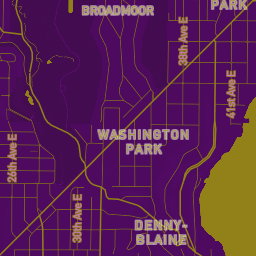 BROADMOOR
PARK
38th Ave E
41st Ave E
WASHINGTON
PARK
26th Ave E
30th Ave E
DENNY-
BLAINE